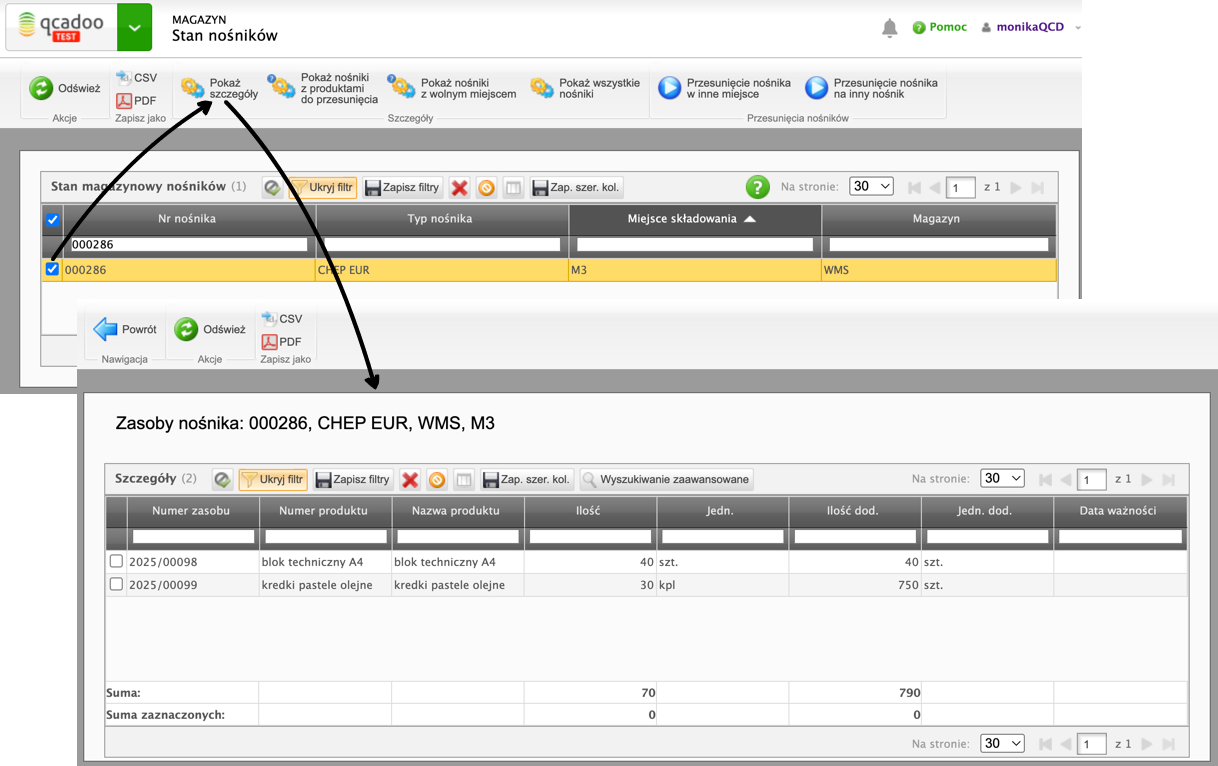 qcadoo
TEST
MAGAZYN
Stan nośników
Pomoc
monikaQCD
Odśwież
CSV
PDF
Akcje
Zapisz jako
Pokaż
szczegóły
Pokaż nośniki
z produktami
do przesunięcia
Pokaż nośniki
z wolnym miejscem
Pokaż wszystkie
nośniki
Szczegóły
Przesunięcie nośnika
w inne miejsce
Przesunięcie nośnika
na inny nośnik
Przesunięcia nośników
Stan magazynowy nośników (1)
Ukryj filtr
Zapisz filtry
Zap. szer. kol.
Na stronie: 30
1 z 1
Nr nośnika Typ nośnika Miejsce składowania Magazyn
000286
000286 CHEP EUR M3 WMS
Powrót
Nawigacja
Odśwież
Akcje
CSV
PDF
Zapisz jako
Zasoby nośnika: 000286, CHEP EUR, WMS, M3
Szczegóły (2)
Ukryj filtr
Zapisz filtry
Zap. szer. kol.
Wyszukiwanie zaawansowane
Na stronie: 30
1 z 1
Numer zasobu Numer produktu Nazwa produktu Ilość Jedn. Ilość dod. Jedn. dod. Data ważności
2025/00098 blok techniczny A4 blok techniczny A4 40 szt. 40 szt.
2025/00099 kredki pastele olejne kredki pastele olejne 30 kpl 750 szt.
Suma: 70 790
Suma zaznaczonych: 0 0
Na stronie: 30
1 z 1